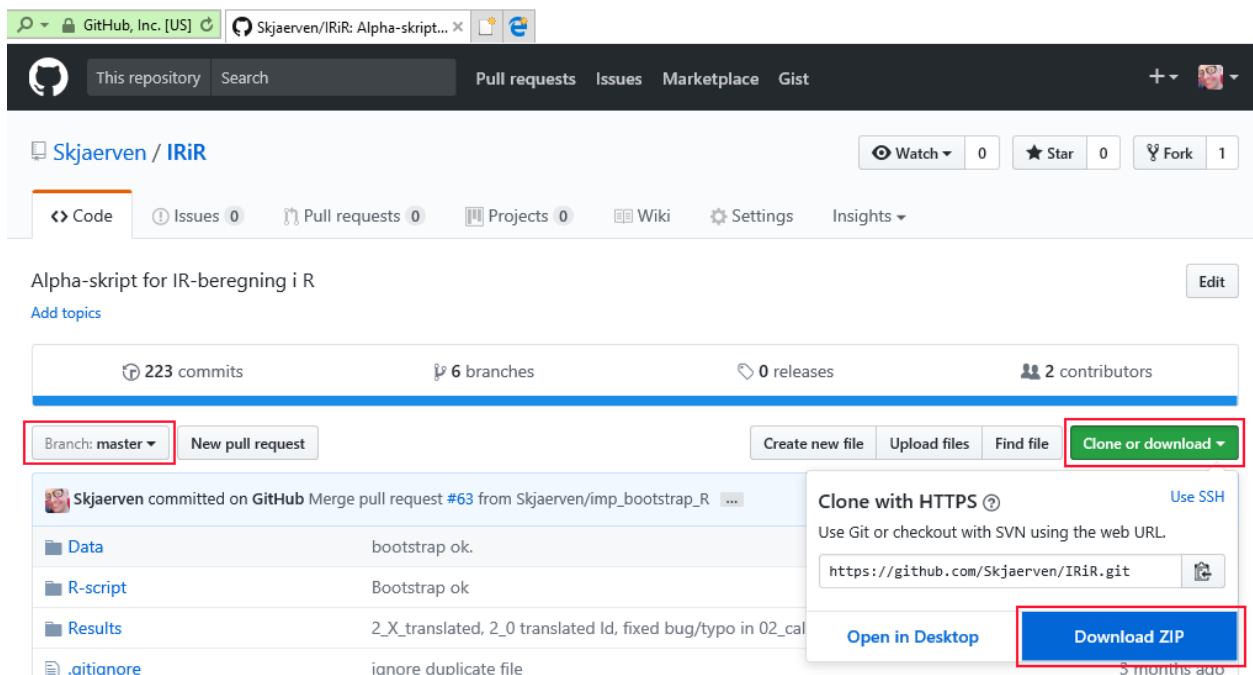 GitHub, Inc. [US]
Skjaerven/IRiR: Alpha-skript...
This repository Search Pull requests Issues Marketplace Gist
Skjaerven / IRiR
Watch 0 Star 0 Fork 1
Code Issues 0 Pull requests 0 Projects 0 Wiki Settings Insights
Alpha-skript for IR-beregning i R
Edit
Add topics
223 commits 6 branches 0 releases 2 contributors
Branch: master New pull request Create new file Upload files Find file Clone or download
Skjaerven committed on GitHub Merge pull request #63 from Skjaerven/imp_bootstrap_R ...
Clone with HTTPS Use SSH
Use Git or checkout with SVN using the web URL.
https://github.com/Skjaerven/IRiR.git
Open in Desktop Download ZIP
Data bootstrap ok.
R-script Bootstrap ok
Results 2_X_translated, 2_0 translated Id, fixed bug/typo in 02_cal
.gitignore ignore duplicate file 3 months ago